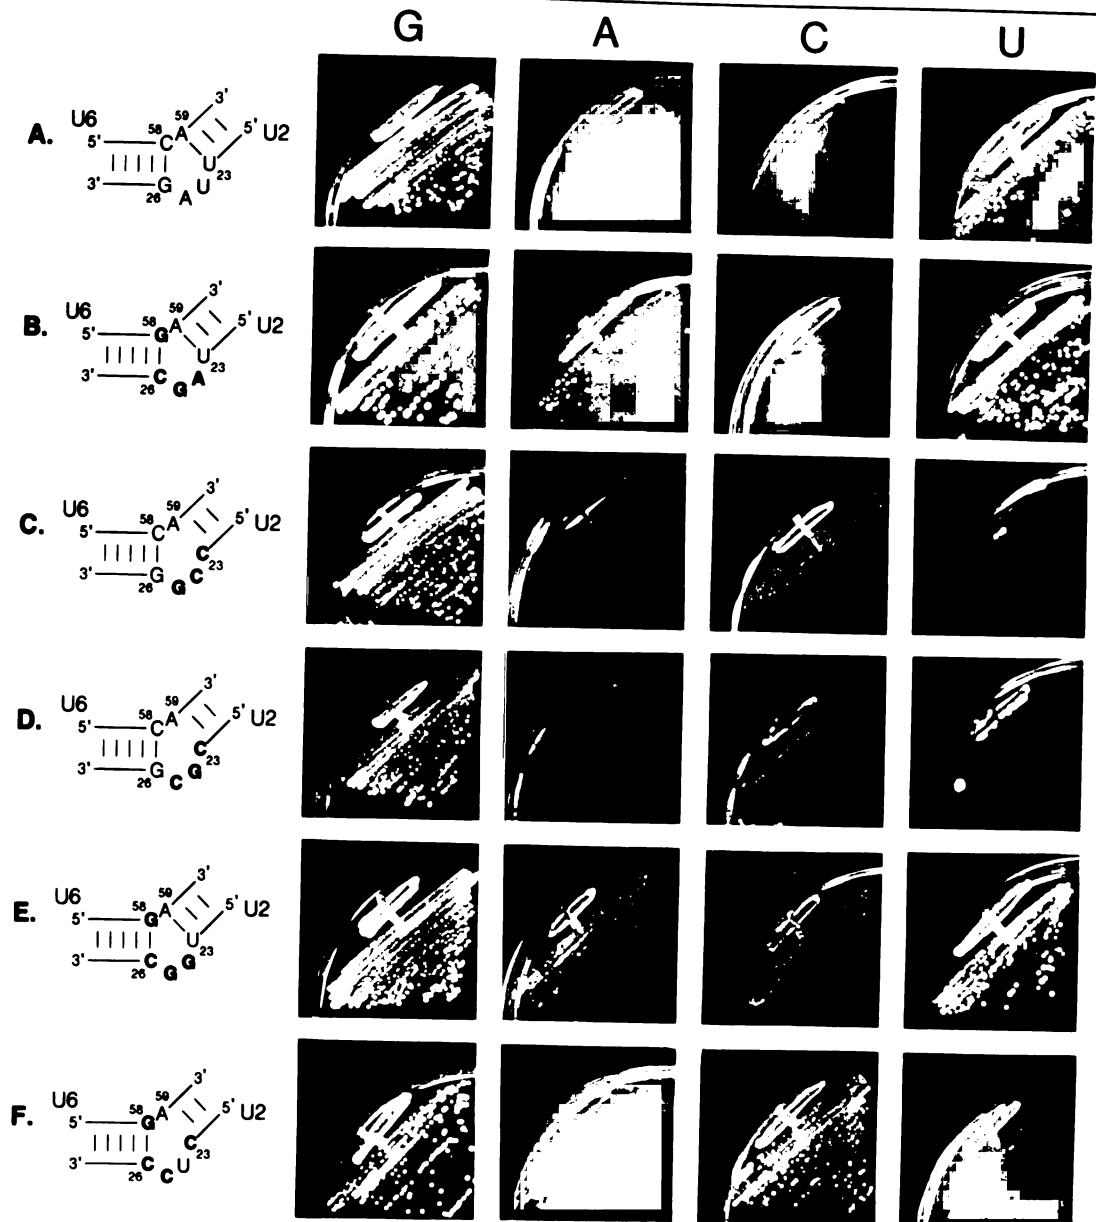 G A C U
3'
59
U6 58 A 5' U2
A. 5' C
U
23
3' G U
26 A
3'
59
U6 58 A 5' U2
B. 5' G
U
23
3' C A
26 G
3'
59
U6 58 A 5' U2
C. 5' C
C
23
3' G C
26 G
3'
59
U6 58 A 5' U2
D. 5' C
C
23
3' G G
26 C
3'
59
U6 58 A 5' U2
E. 5' G
U
23
3' C G
26 G
3'
59
U6 58 A 5' U2
F. 5' G
C
23
3' C U
26 C